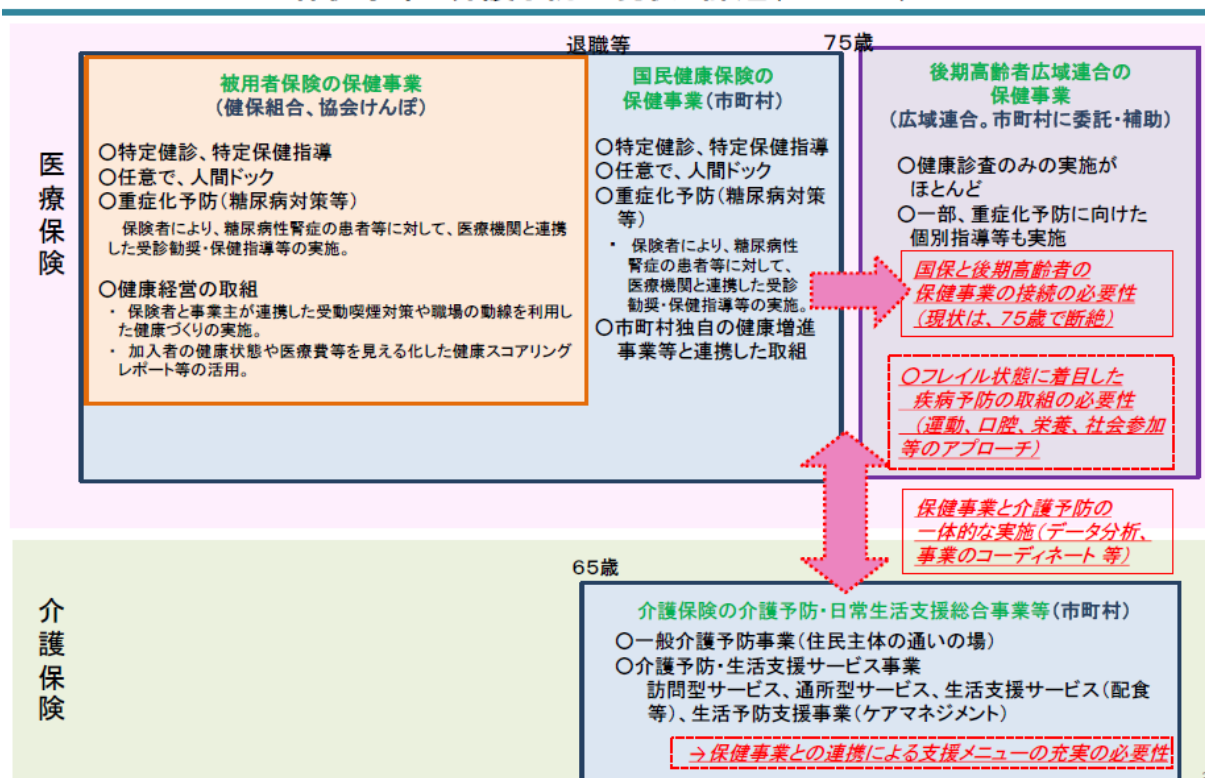 退職等
75歳
医療保険
被用者保険の保健事業
（健保組合、協会けんぽ）
○特定健診、特定保健指導
○任意で、人間ドック
○重症化予防（糖尿病対策等）
保険者により、糖尿病性腎症の患者等に対して、医療機関と連携
した受診勧奨・保健指導等の実施。
○健康経営の取組
・ 保険者と事業主が連携した受動喫煙対策や職場の動線を利用し
た健康づくりの実施。
・ 加入者の健康状態や医療費等を見える化した健康スコアリング
レポート等の活用。
国民健康保険の
保健事業（市町村）
○特定健診、特定保健指導
○任意で、人間ドック
○重症化予防（糖尿病対策
等）
・ 保険者により、糖尿病性
腎症の患者等に対して、
医療機関と連携した受診
勧奨・保健指導等の実施。
○市町村独自の健康増進
事業等と連携した取組
後期高齢者広域連合の
保健事業
（広域連合。市町村に委託・補助）
○健康診査のみの実施が
ほとんど
○一部、重症化予防に向けた
個別指導等も実施
国保と後期高齢者の
保健事業の接続の必要性
（現状は、75歳で断絶）
○フレイル状態に着目した
疾病予防の取組の必要性
（運動、口腔、栄養、社会参加
等のアプローチ）
保健事業と介護予防の
一体的な実施（データ分析、
事業のコーディネート 等）
介護保険
65歳
介護保険の介護予防・日常生活支援総合事業等（市町村）
○一般介護予防事業（住民主体の通いの場）
○介護予防・生活支援サービス事業
訪問型サービス、通所型サービス、生活支援サービス（配食
等）、生活予防支援事業（ケアマネジメント）
→保健事業との連携による支援メニューの充実の必要性